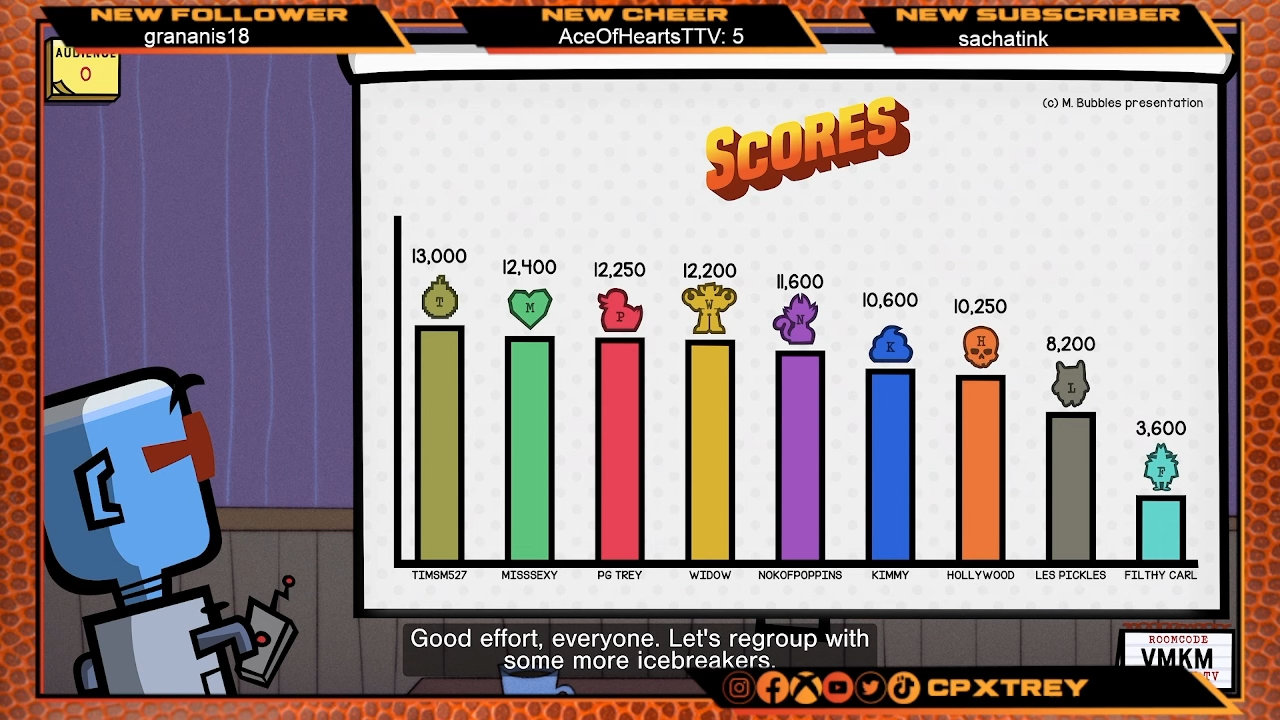 NEW FOLLOWER
grananis18
NEW CHEER
AceOfHeartsTTV: 5
NEW SUBSCRIBER
sachatink
AUDIENCE
0
(c) M. Bubbles presentation
SCORES
13,000
12,400
12,250
12,200
11,600
10,600
10,250
8,200
3,600
T
M
P
W
N
K
H
L
F
TIMSM527
MISSSEXY
PG TREY
WIDOW
NOKOFPOPPINS
KIMMY
HOLLYWOOD
LES PICKLES
FILTHY CARL
Good effort, everyone. Let's regroup with
some more icebreakers.
ROOMCODE
VMKM
TV
CPXTREY